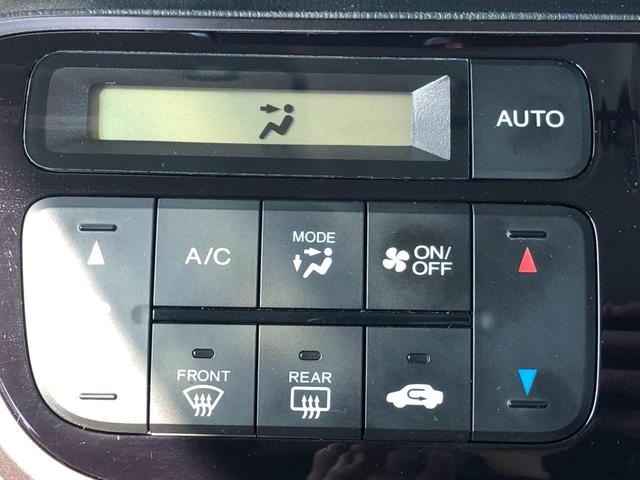 AUTO
A/C
MODE
ON/
OFF
FRONT
REAR